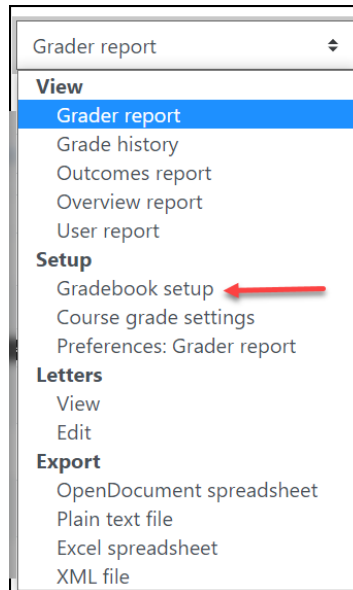 Grader report
View
Grader report
Grade history
Outcomes report
Overview report
User report
Setup
Gradebook setup
Course grade settings
Preferences: Grader report
Letters
View
Edit
Export
OpenDocument spreadsheet
Plain text file
Excel spreadsheet
XML file